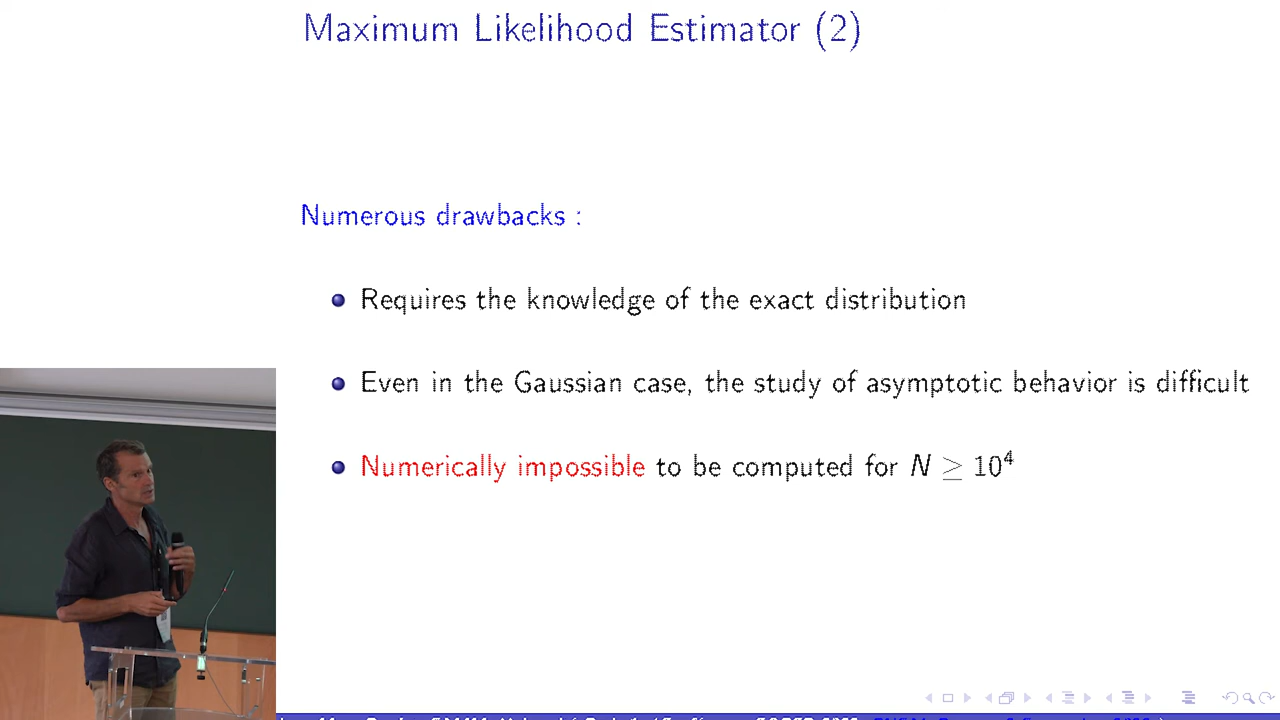 Maximum Likelihood Estimator (2)
Numerous drawbacks :
Requires the knowledge of the exact distribution
Even in the Gaussian case, the study of asymptotic behavior is difficult
Numerically impossible to be computed for N ≥ 10⁴